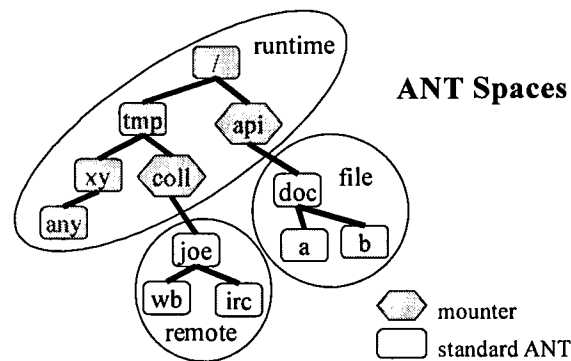 runtime
/
ANT Spaces
tmp
api
xy
coll
file
doc
any
a
b
joe
wb
irc
remote
mounter
standard ANT